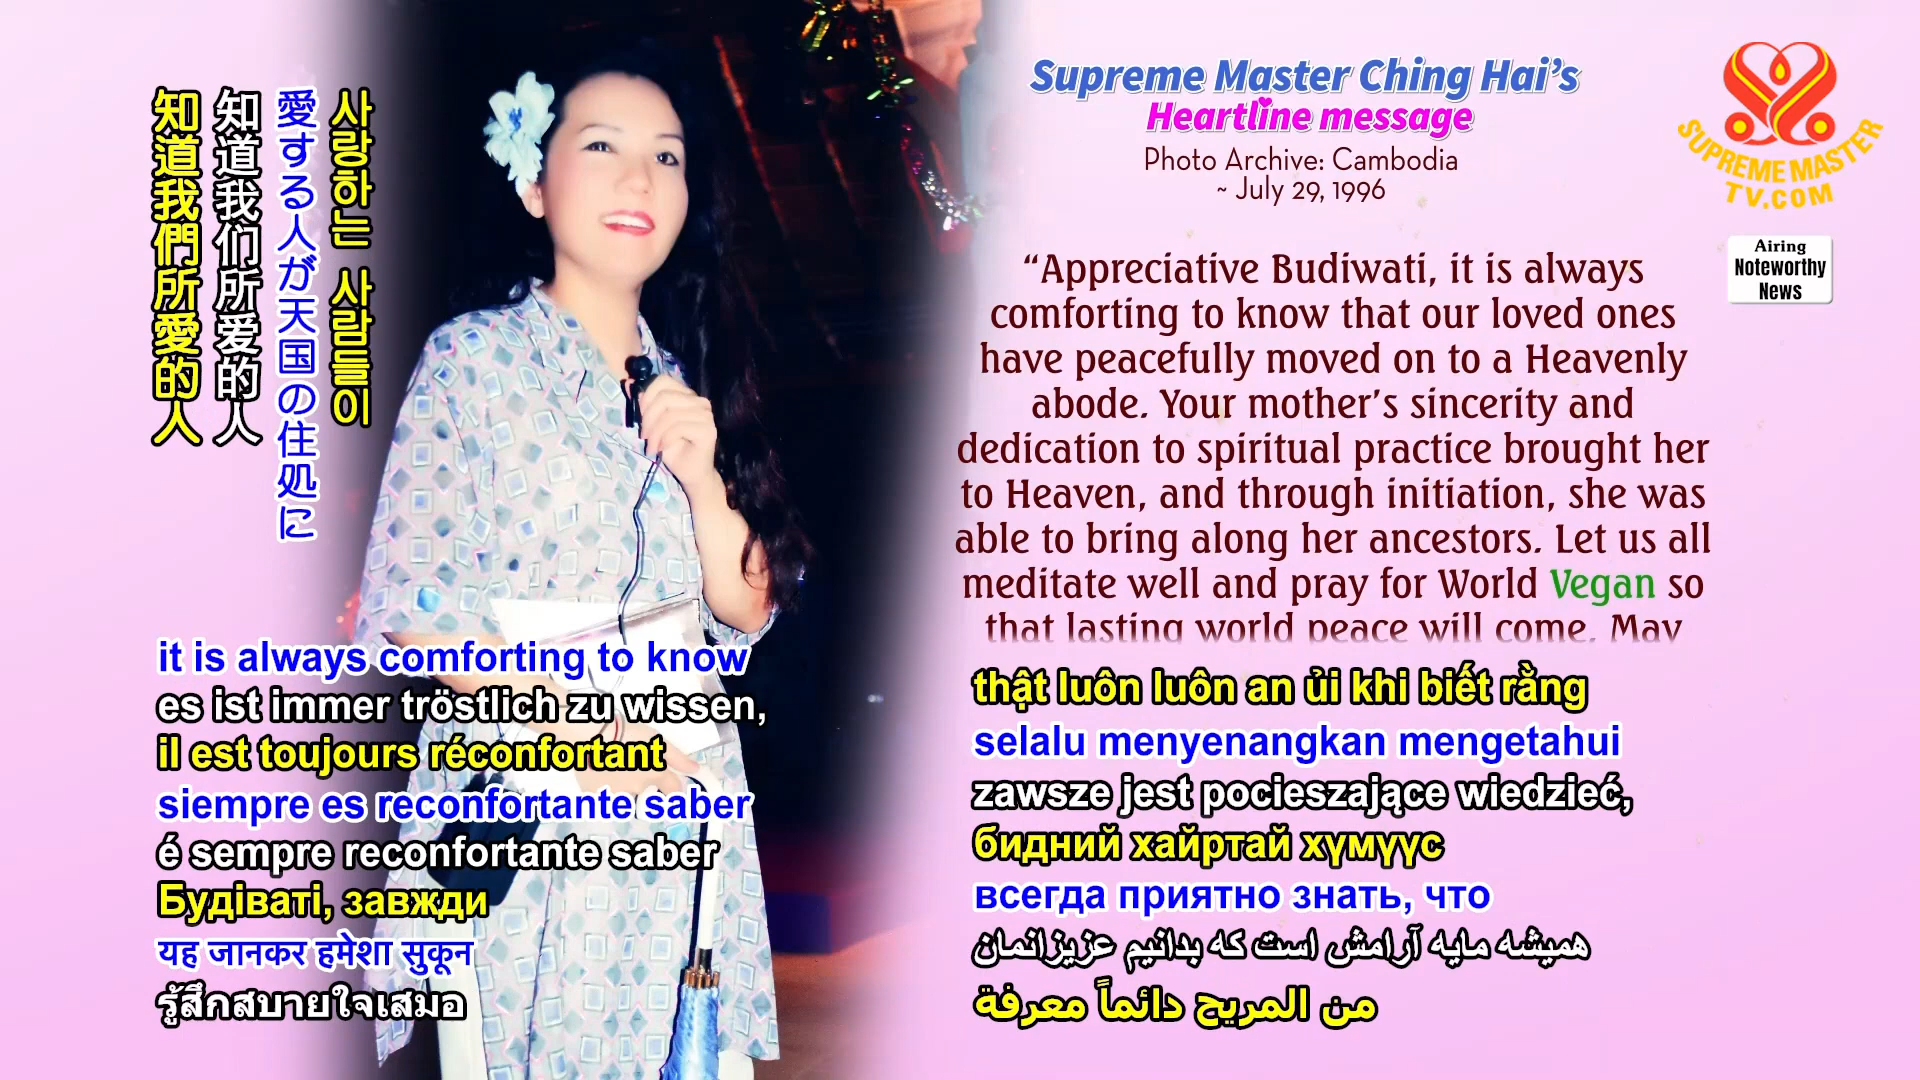 知道我們所愛的人
知道我们所爱的人
愛する人が天国の住処に
사랑하는 사람들이
Supreme Master Ching Hai's
Heartline message
Photo Archive: Cambodia
~ July 29, 1996
SUPREME MASTER
TV.COM
Airing
Noteworthy
News
“Appreciative Budiwati, it is always
comforting to know that our loved ones
have peacefully moved on to a Heavenly
abode. Your mother's sincerity and
dedication to spiritual practice brought her
to Heaven, and through initiation, she was
able to bring along her ancestors. Let us all
meditate well and pray for World Vegan so
that lasting world peace will come. May
it is always comforting to know
es ist immer tröstlich zu wissen,
il est toujours réconfortant
siempre es reconfortante saber
é sempre reconfortante saber
Будіваті, завжди
यह जानकर हमेशा सुकून
รู้สึกสบายใจเสมอ
thật luôn luôn an ủi khi biết rằng
selalu menyenangkan mengetahui
zawsze jest pocieszające wiedzieć,
бидний хайртай хүмүүс
всегда приятно знать, что
همیشه مایه آرامش است که بدانیم عزیزانمان
من المريح دائماً معرفة